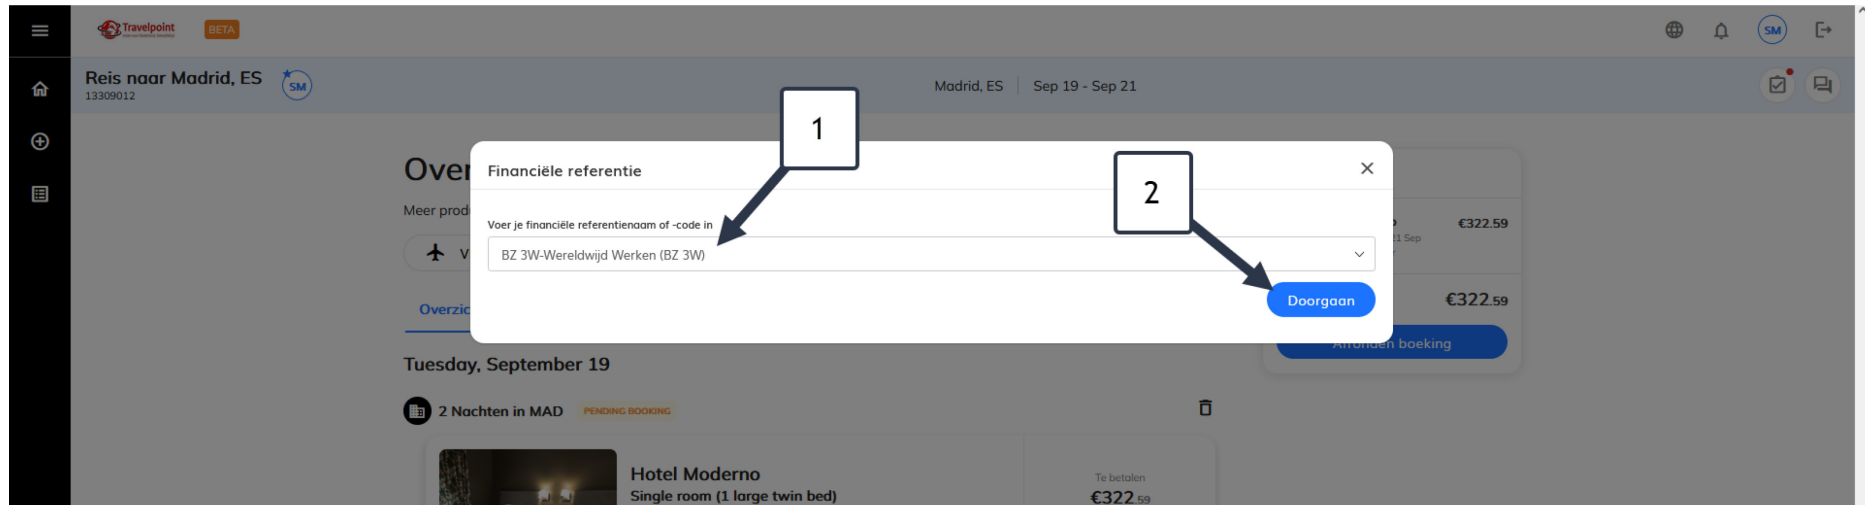 Travelpoint
BETA
SM
Reis naar Madrid, ES
SM
13309012
Madrid, ES
Sep 19 - Sep 21
1
2
Over
Financiële referentie
Meer prod
Voer je financiële referentienaam of -code in
BZ 3W-Wereldwijd Werken (BZ 3W)
V
€322.59
21 Sep
Doorgaan
Overzic
€322.59
Afronden boeking
Tuesday, September 19
2 Nachten in MAD
PENDING BOOKING
Hotel Moderno
Single room (1 large twin bed)
Te betalen
€322.59